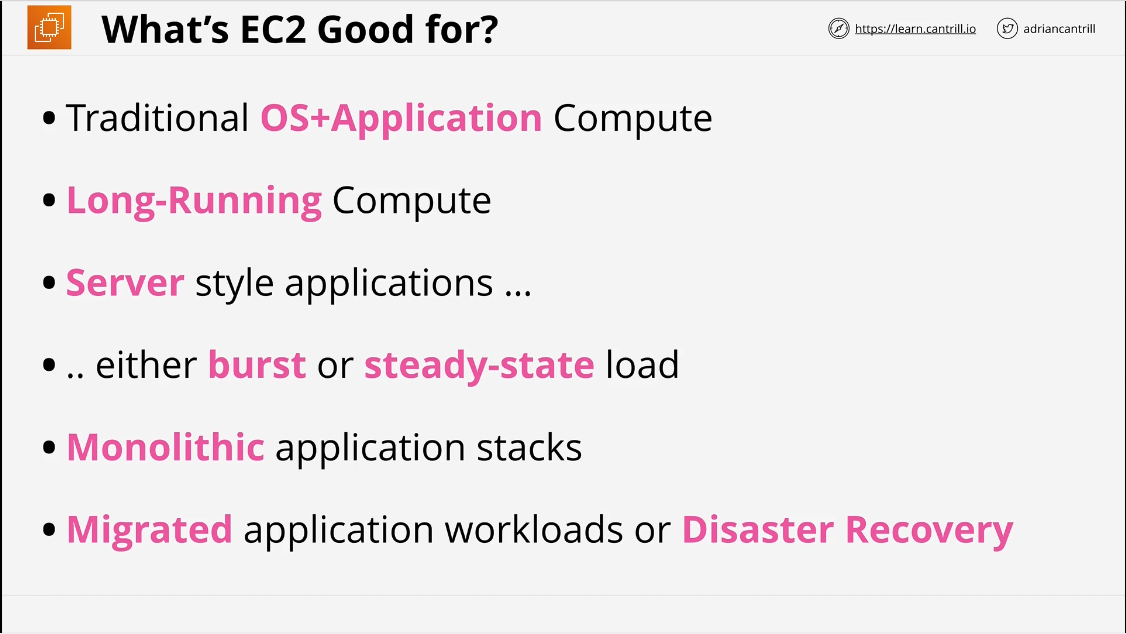 What's EC2 Good for?
https://learn.cantrill.io
adriancantrill
• Traditional OS+Application Compute
• Long-Running Compute
• Server style applications ...
• .. either burst or steady-state load
• Monolithic application stacks
• Migrated application workloads or Disaster Recovery